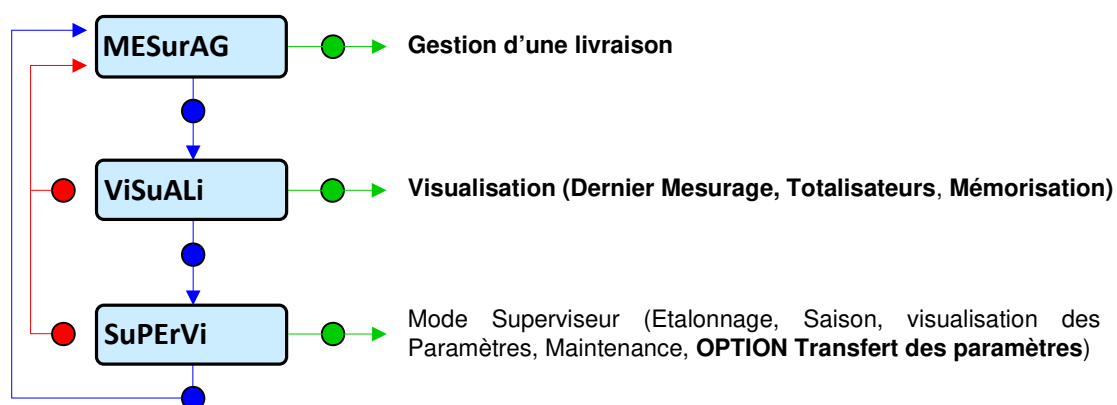 MESurAG
Gestion d’une livraison
ViSuALi
Visualisation (Dernier Mesurage, Totalisateurs, Mémorisation)
SuPErVi
Mode Superviseur (Etalonnage, Saison, visualisation des
Paramètres, Maintenance, OPTION Transfert des paramètres)